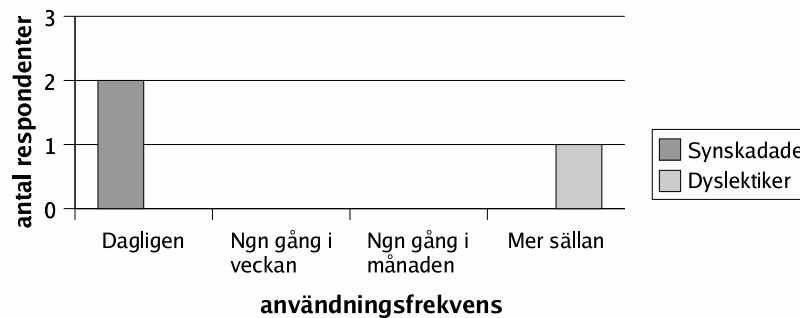 antal respondenter
3
2
1
0
Dagligen
Ngn gång i
veckan
Ngn gång i
månaden
Mer sällan
användningsfrekvens
Synskadade
Dyslektiker